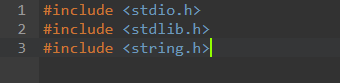 1 #include <stdio.h>
2 #include <stdlib.h>
3 #include <string.h>